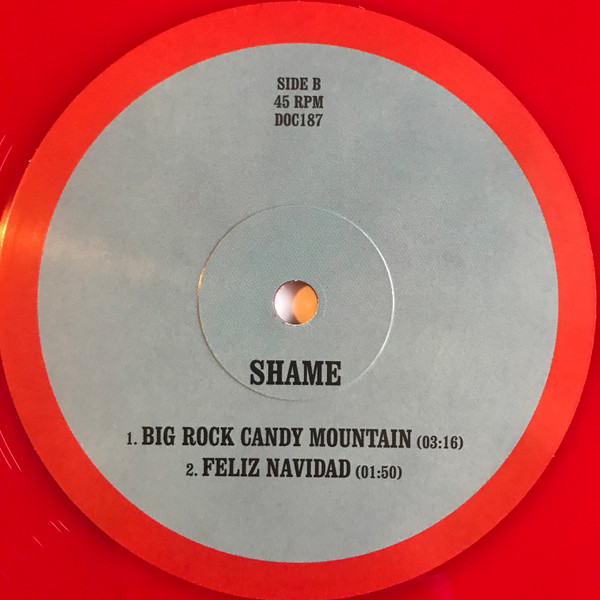 SIDE B
45 RPM
DOC187
SHAME
1. BIG ROCK CANDY MOUNTAIN (03:16)
2. FELIZ NAVIDAD (01:50)